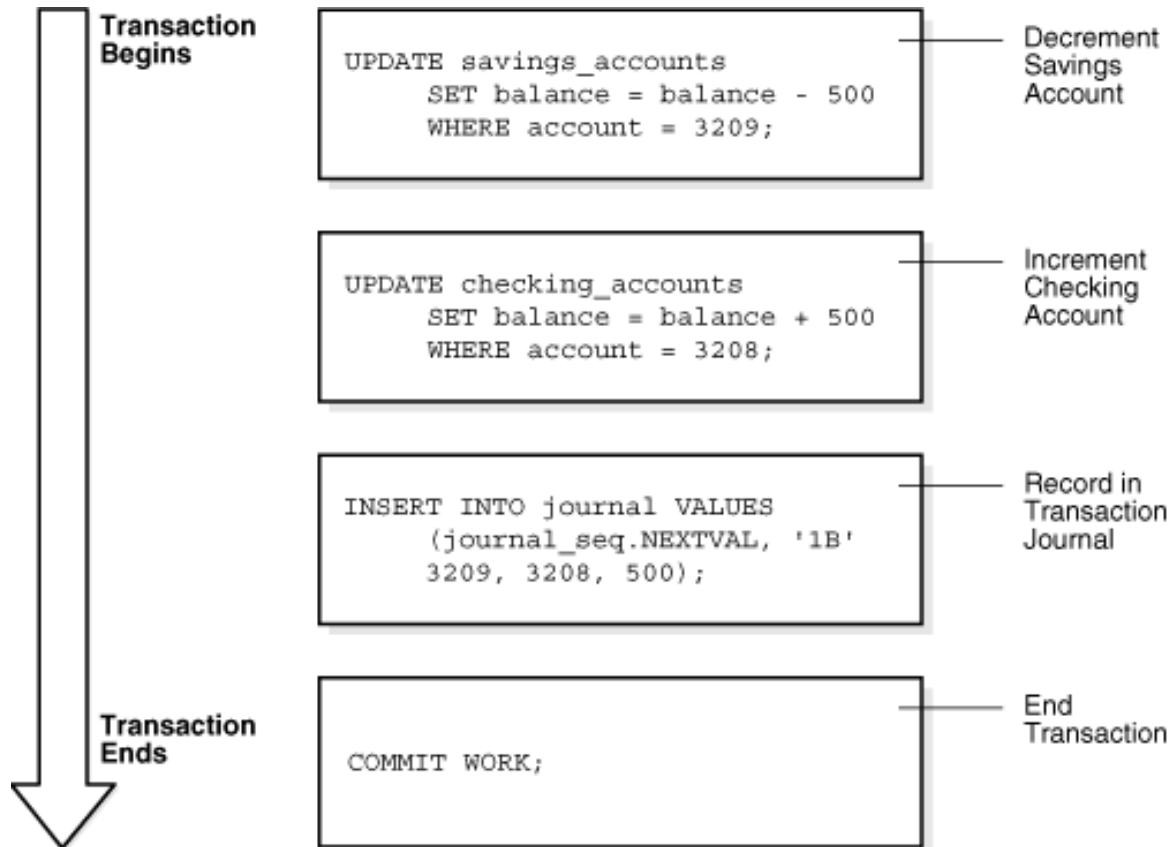 Transaction
Begins
UPDATE savings_accounts
SET balance = balance - 500
WHERE account = 3209;
Decrement
Savings
Account
UPDATE checking_accounts
SET balance = balance + 500
WHERE account = 3208;
Increment
Checking
Account
INSERT INTO journal VALUES
(journal_seq.NEXTVAL, '1B'
3209, 3208, 500);
Record in
Transaction
Journal
Transaction
Ends
COMMIT WORK;
End
Transaction